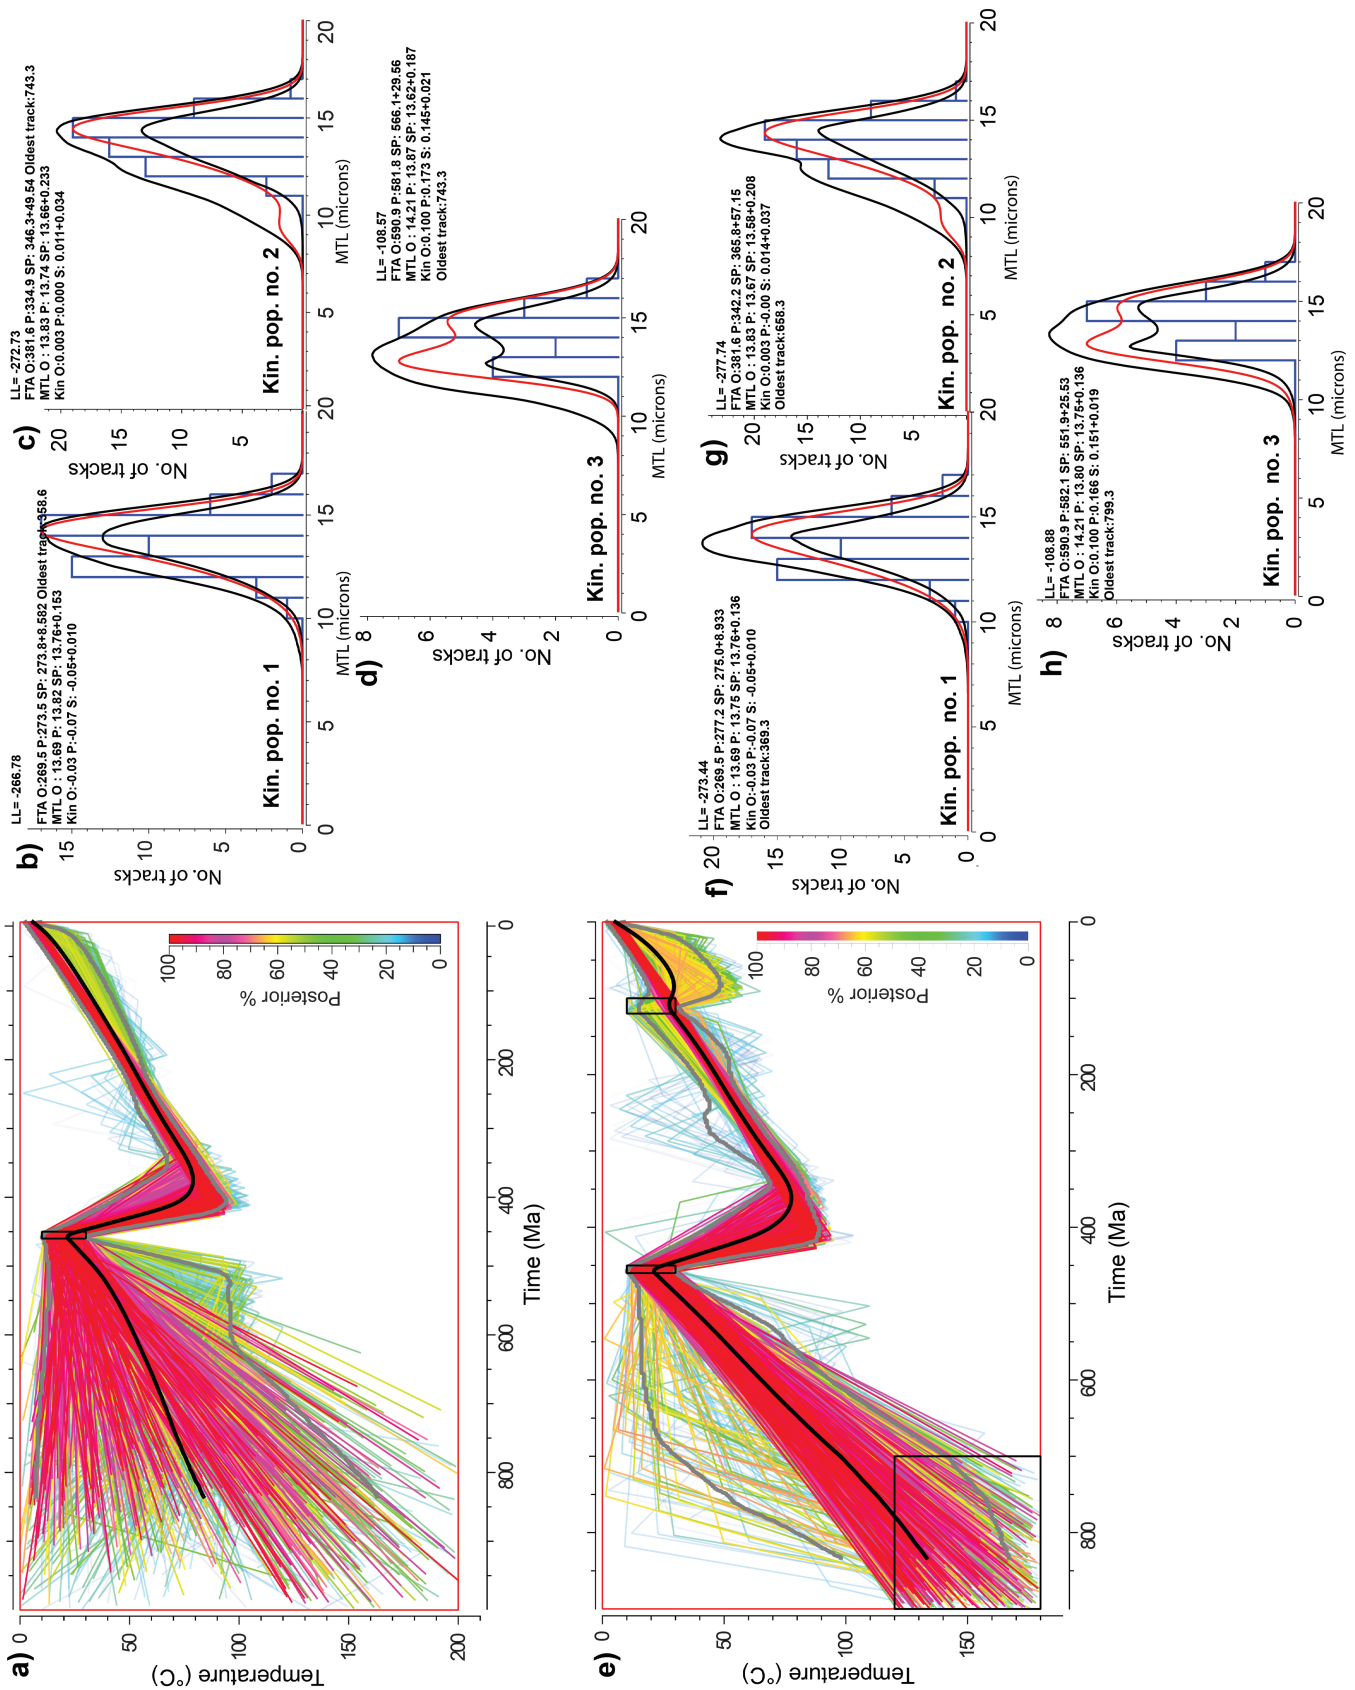 a)
0
50
100
150
200
Temperature (°C)
800
600
400
200
0
Time (Ma)
100
80
60
40
20
0
Posterior %
b)
LL= -266.78
FTA O:269.5 P:273.5 SP: 273.8+8.582 Oldest track:358.6
MTL O : 13.69 P: 13.82 SP: 13.76+0.153
Kin O:-0.03 P:-0.07 S: -0.05+0.010
Kin. pop. no. 1
No. of tracks
15
10
5
0
0
5
10
15
20
MTL (microns)
c)
LL= -272.73
FTA O:381.6 P:334.9 SP: 346.3+49.54 Oldest track:743.3
MTL O : 13.83 P: 13.74 SP: 13.66+0.233
Kin O:0.003 P:0.000 S: 0.011+0.034
Kin. pop. no. 2
No. of tracks
20
15
10
5
5
10
15
20
MTL (microns)
d)
LL= -108.57
FTA O:590.9 P:581.8 SP: 566.1+29.56
MTL O : 14.21 P: 13.87 SP: 13.62+0.187
Kin O:0.100 P:0.173 S: 0.145+0.021
Oldest track:743.3
Kin. pop. no. 3
No. of tracks
8
6
4
2
0
0
5
10
15
20
MTL (microns)
e)
0
50
100
150
Temperature (°C)
800
600
400
200
0
Time (Ma)
100
80
60
40
20
0
Posterior %
f)
LL= -273.44
FTA O:269.5 P:277.2 SP: 275.0+8.933
MTL O : 13.69 P: 13.75 SP: 13.76+0.136
Kin O:-0.03 P:-0.07 S: -0.05+0.010
Oldest track:369.3
Kin. pop. no. 1
No. of tracks
20
15
10
5
0
0
5
10
15
20
MTL (microns)
g)
LL= -277.74
FTA O:381.6 P:342.2 SP: 365.8+57.15
MTL O : 13.83 P: 13.67 SP: 13.58+0.208
Kin O:0.003 P:-0.00 S: 0.014+0.037
Oldest track:658.3
Kin. pop. no. 2
No. of tracks
20
15
10
5
5
10
15
20
MTL (microns)
h)
LL= -108.88
FTA O:590.9 P:582.1 SP: 551.9+25.53
MTL O : 14.21 P: 13.80 SP: 13.75+0.136
Kin O:0.100 P:0.166 S: 0.151+0.019
Oldest track:799.3
Kin. pop. no. 3
No. of tracks
8
6
4
2
0
0
5
10
15
20
MTL (microns)